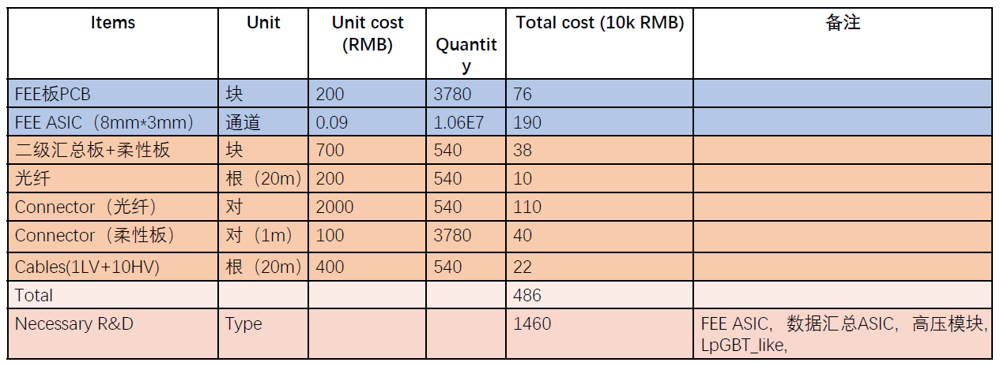 Items Unit Unit cost (RMB) Quantity Total cost (10k RMB) 备注
FEE板PCB 块 200 3780 76
FEE ASIC（8mm*3mm） 通道 0.09 1.06E7 190
二级汇总板+柔性板 块 700 540 38
光纤 根（20m） 200 540 10
Connector（光纤） 对 2000 540 110
Connector（柔性板） 对（1m） 100 3780 40
Cables(1LV+10HV) 根（20m） 400 540 22
Total 486
Necessary R&D Type 1460 FEE ASIC，数据汇总ASIC，高压模块，
LpGBT_like,